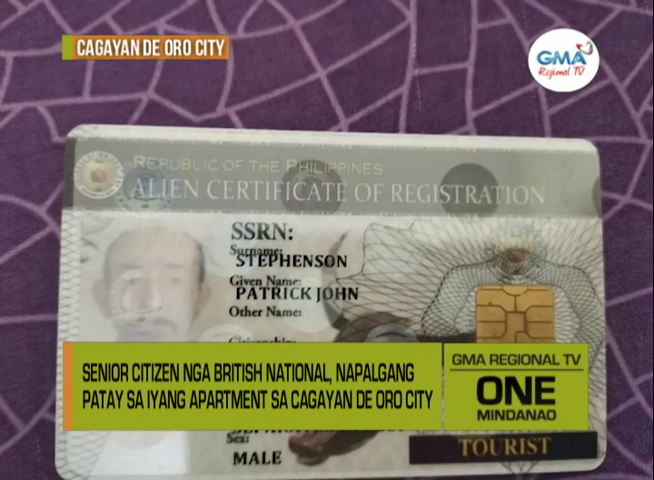 CAGAYAN DE ORO CITY
GMA
Regional TV
REPUBLIC OF THE PHILIPPINES
ALIEN CERTIFICATE OF REGISTRATION
SSRN:
Surname:
STEPHENSON
Given Name:
PATRICK JOHN
Other Name:
SENIOR CITIZEN NGA BRITISH NATIONAL, NAPALGANG
PATAY SA IYANG APARTMENT SA CAGAYAN DE ORO CITY
GMA REGIONAL TV
ONE
MINDANAO
Sex:
MALE
TOURIST